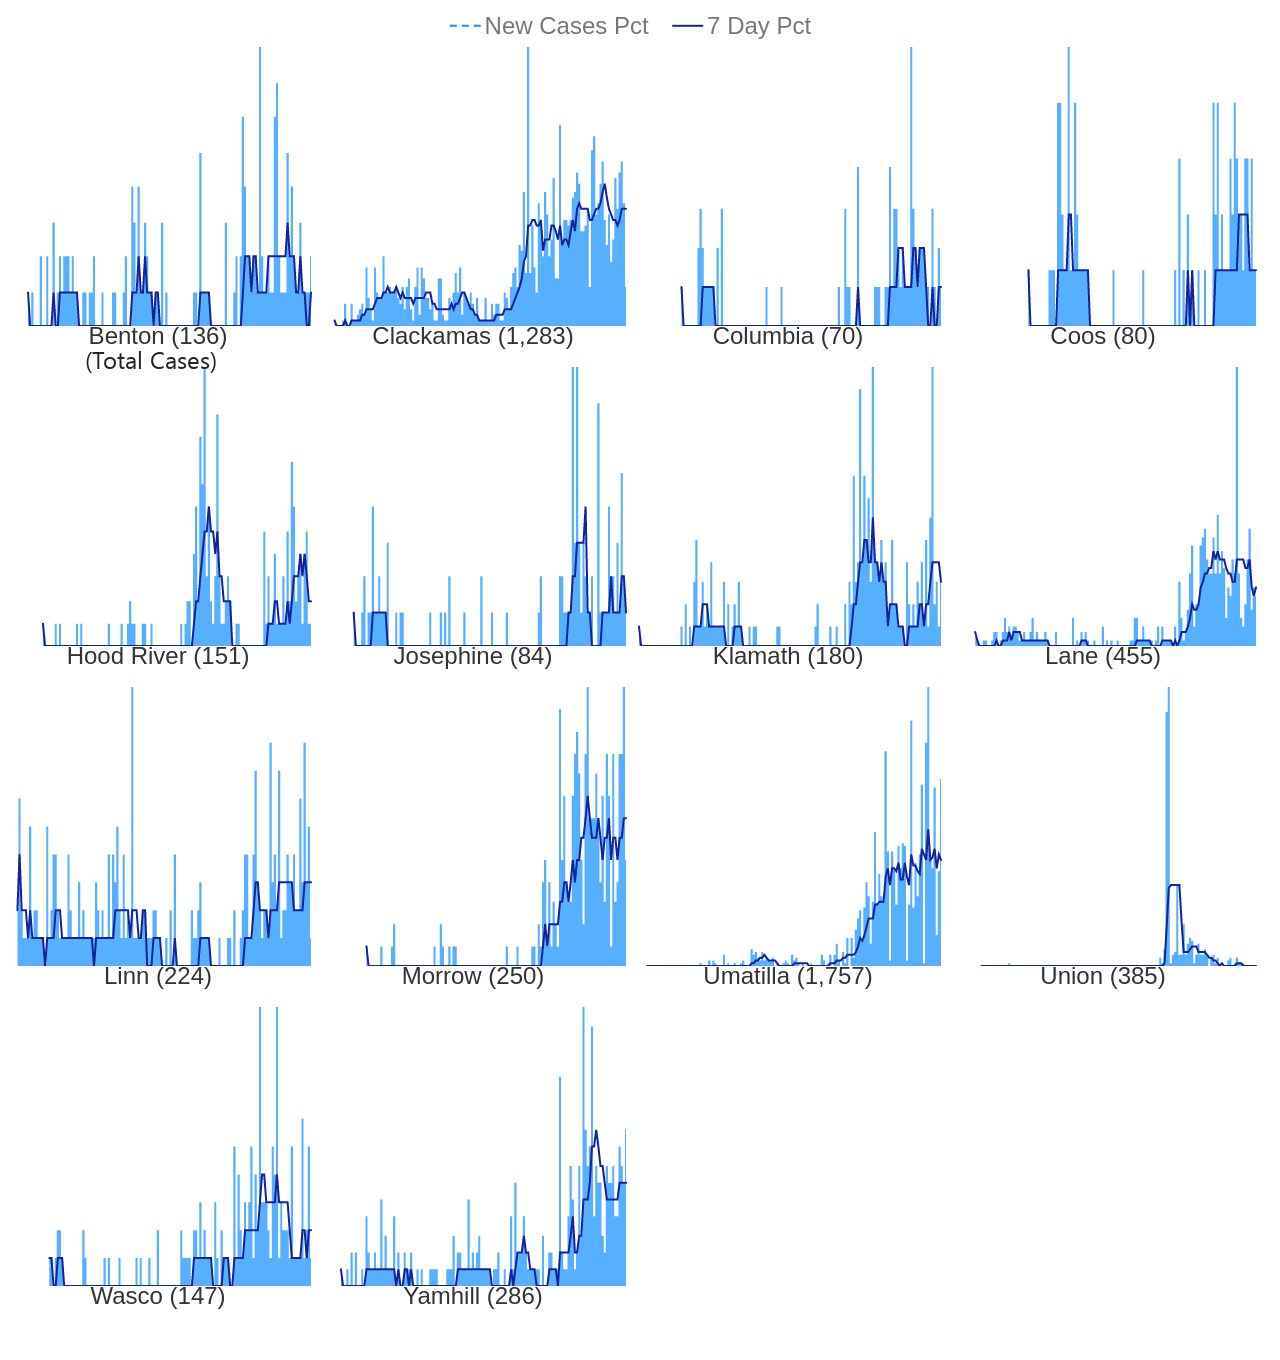 New Cases Pct 7 Day Pct
Benton (136) Clackamas (1,283) Columbia (70) Coos (80)
(Total Cases)
Hood River (151) Josephine (84) Klamath (180) Lane (455)
Linn (224) Morrow (250) Umatilla (1,757) Union (385)
Wasco (147) Yamhill (286)